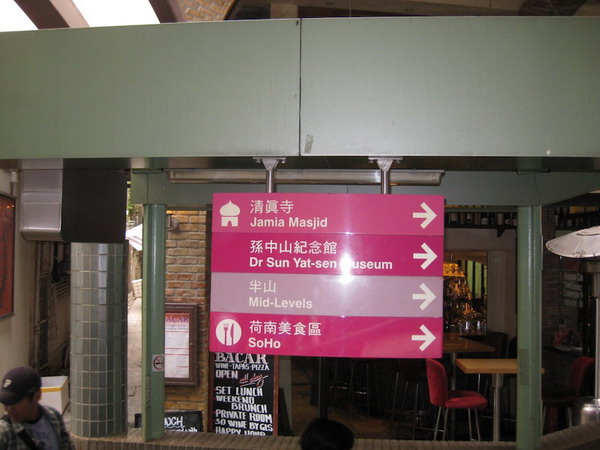 清眞寺
Jamia Masjid
孫中山紀念館
Dr Sun Yat-sen Museum
半山
Mid-Levels
荷南美食區
SoHo
BACAR
WINE-TAPAS-PIZZA
OPEN
SET LUNCH
WEEKEND
BRUNCH
PRIVATE
ROOM
30 WINE BY GLS
HAPPY HOUR
BACAR